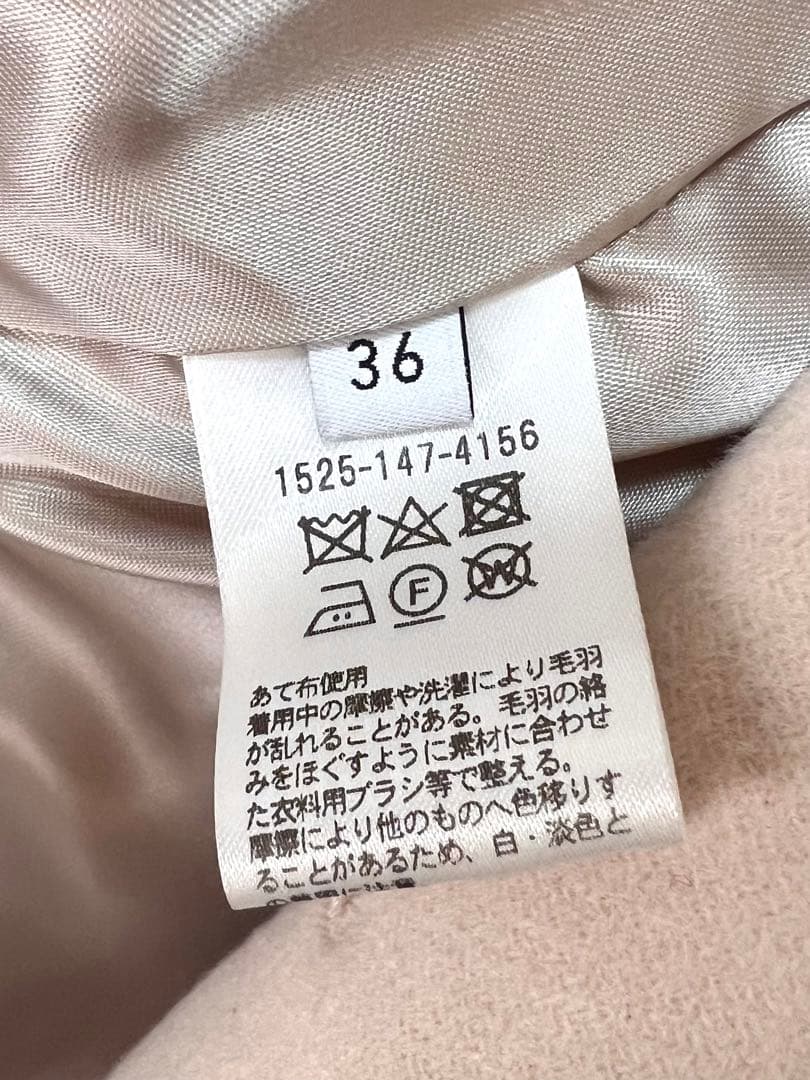 36
1525-147-4156
F
W
あて布使用
着用中の摩擦や洗濯により毛羽
が乱れることがある。毛羽の絡
みをほぐすように素材に合わせ
た衣料用ブラシ等で整える。
摩擦により他のものへ色移りす
ることがあるため、白・淡色と